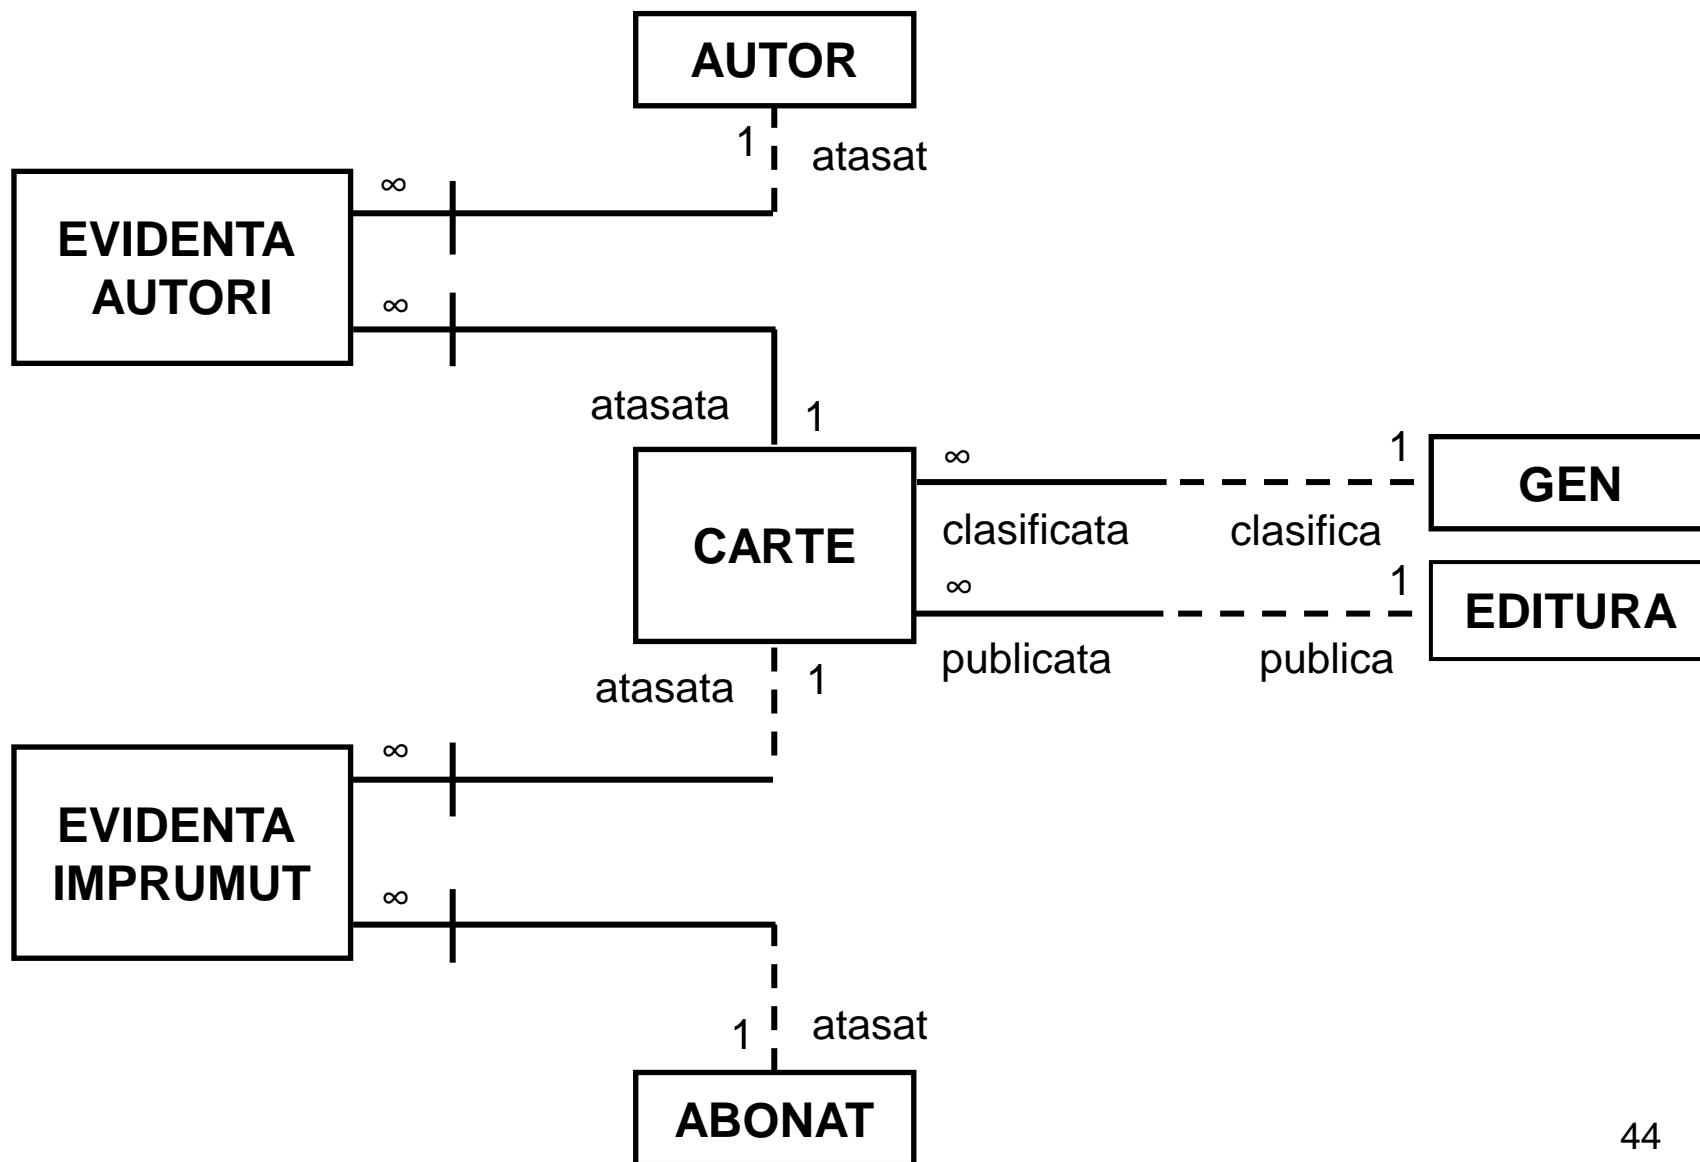 AUTOR
1
atasat
∞
EVIDENTA
AUTORI
∞
atasata
1
CARTE
∞
1
GEN
clasificata
clasifica
∞
1
EDITURA
publicata
publica
atasata
1
∞
EVIDENTA
IMPRUMUT
∞
1
atasat
ABONAT
44